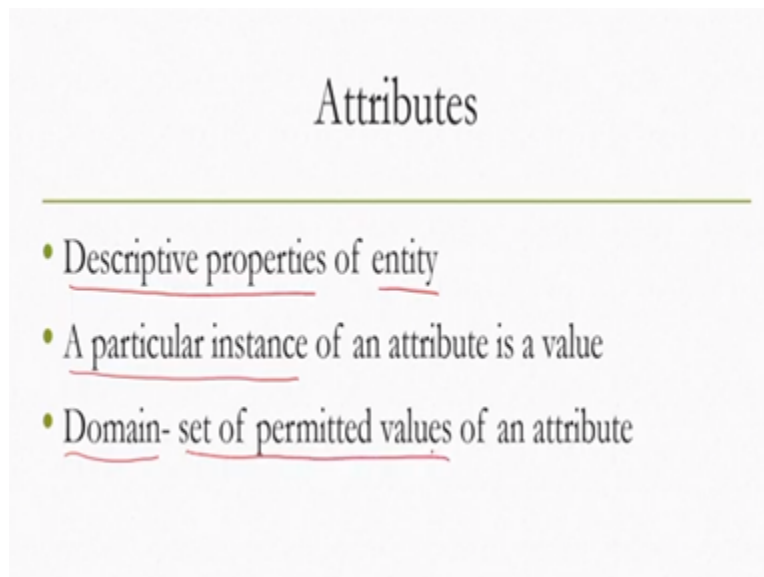 Attributes
• Descriptive properties of entity
• A particular instance of an attribute is a value
• Domain- set of permitted values of an attribute